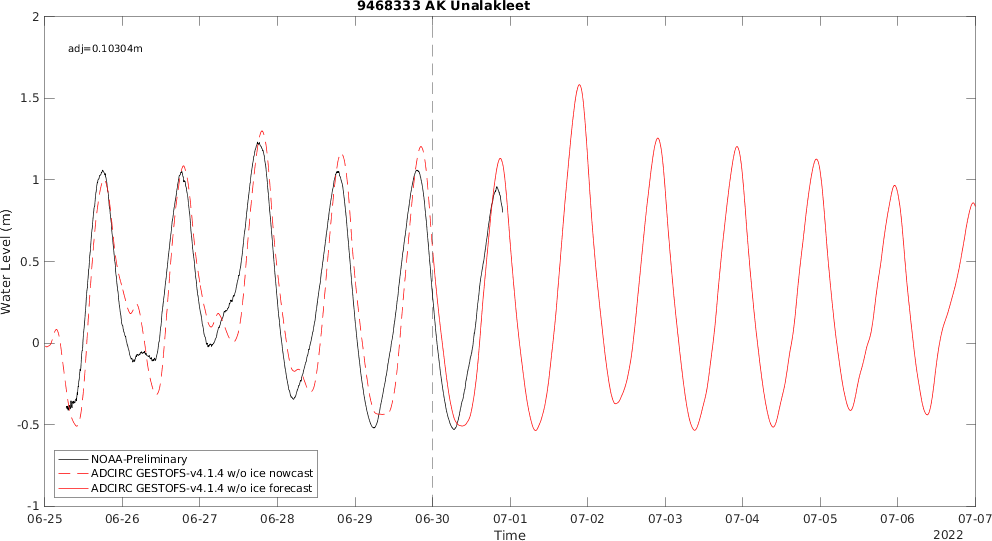 9468333 AK Unalakleet
adj=0.10304m
Water Level (m)
2
1.5
1
0.5
0
-0.5
-1
NOAA-Preliminary
ADCIRC GESTOFS-v4.1.4 w/o ice nowcast
ADCIRC GESTOFS-v4.1.4 w/o ice forecast
06-25 06-26 06-27 06-28 06-29 06-30 07-01 07-02 07-03 07-04 07-05 07-06 07-07
Time
2022